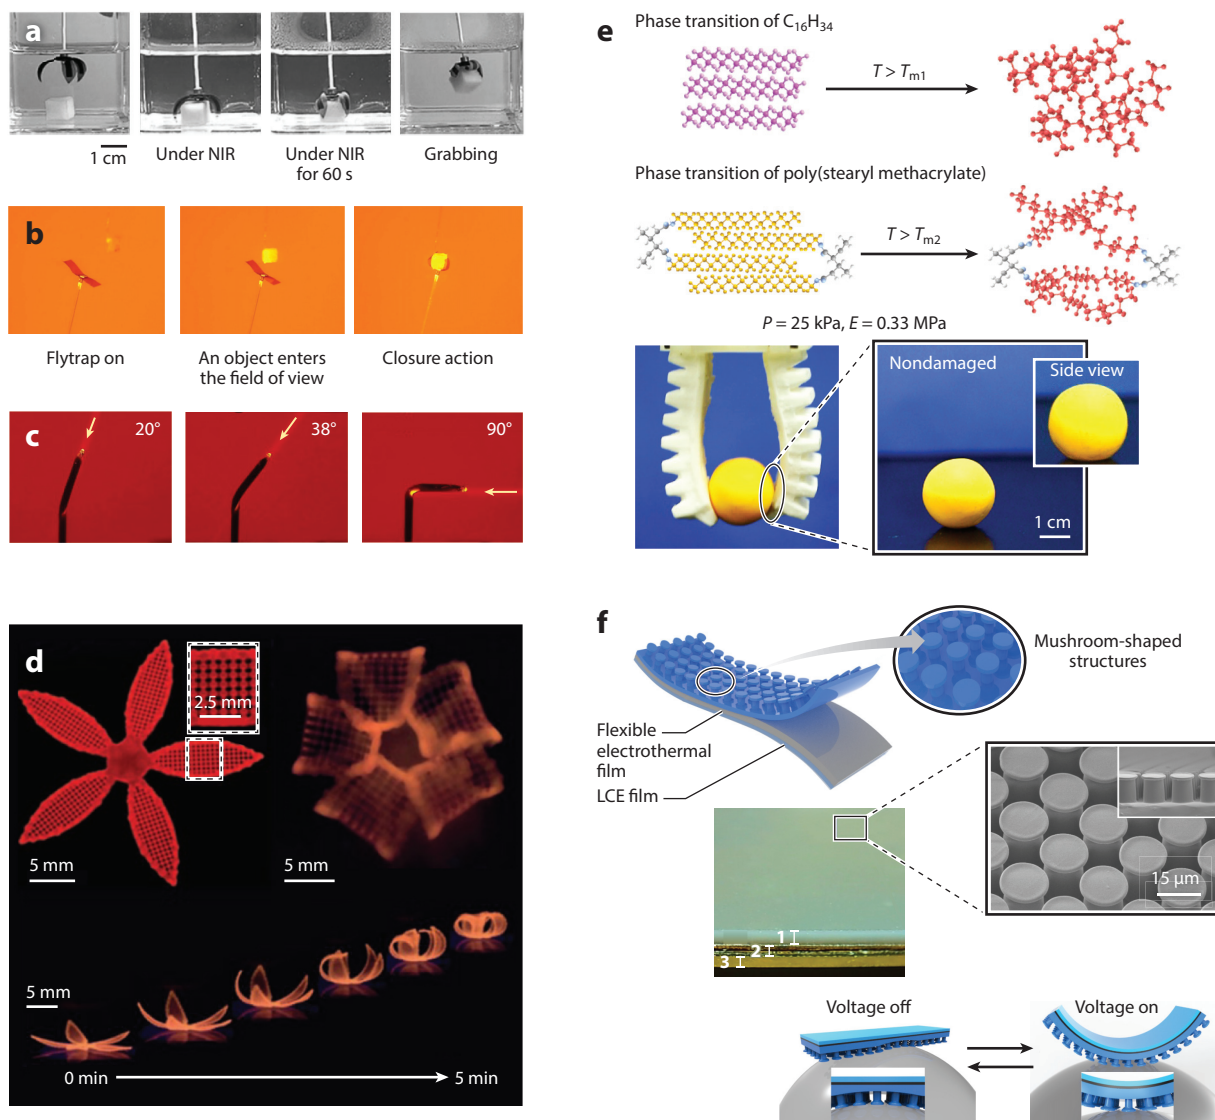 a
1 cm
Under NIR
Under NIR
for 60 s
Grabbing
b
Flytrap on
An object enters
the field of view
Closure action
c
20°
38°
90°
d
2.5 mm
5 mm
5 mm
5 mm
0 min
5 min
e
Phase transition of C₁₆H₃₄
T > Tₘ₁
Phase transition of poly(stearyl methacrylate)
T > Tₘ₂
P = 25 kPa, E = 0.33 MPa
Nondamaged
Side view
1 cm
f
Mushroom-shaped
structures
Flexible
electrothermal
film
LCE film
15 μm
1
2
3
Voltage off
Voltage on